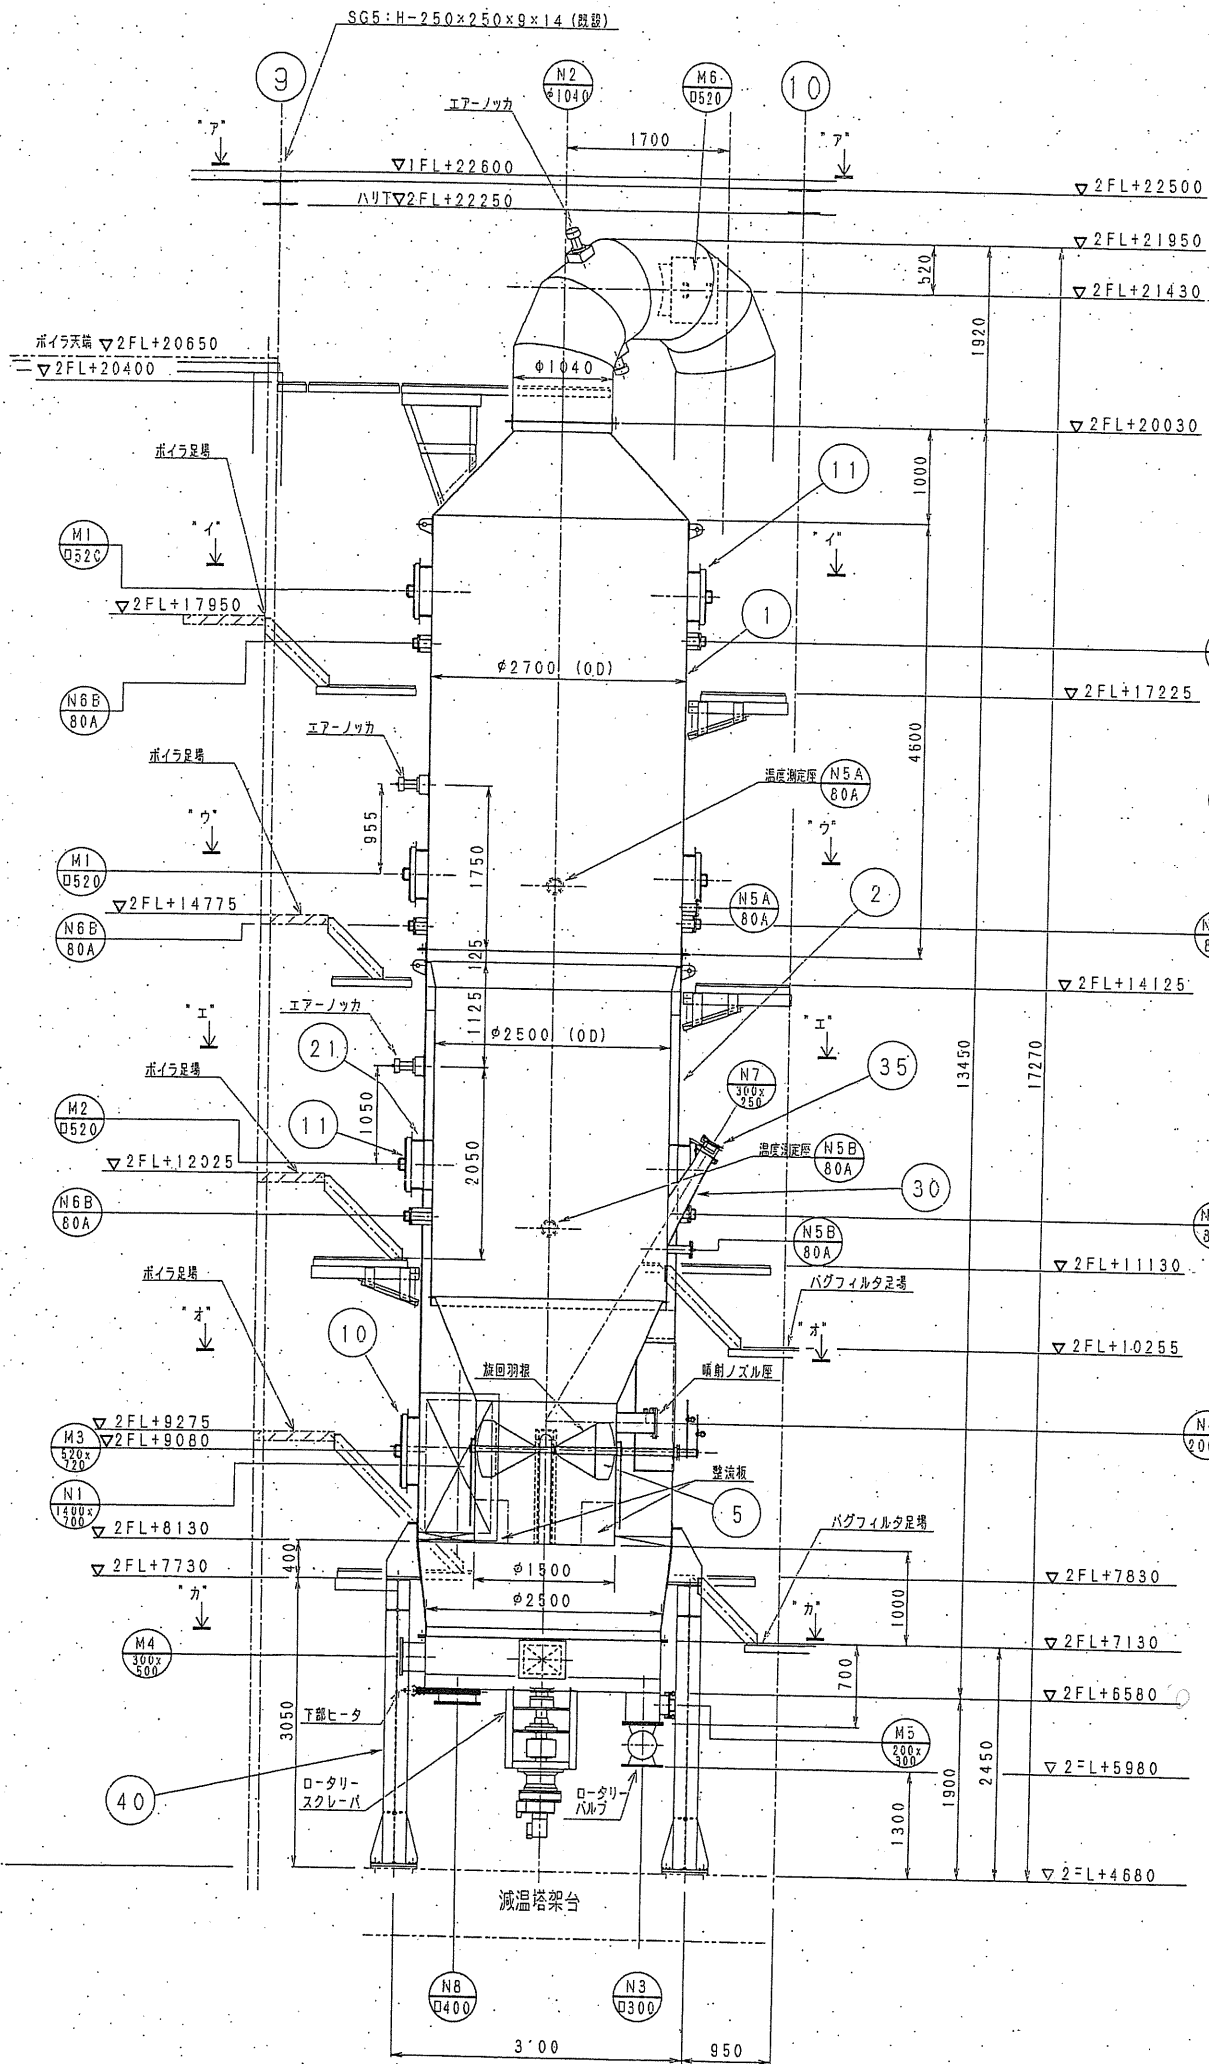 SG5:H-250×250×9×14 (既設)
9
N2
φ1040
M6
□520
10
エアーノッカ
"ア"
"ア"
1700
▽1FL+22600
▽2FL+22500
ハリ下▽2FL+22250
▽2FL+21950
520
▽2FL+21430
1920
ボイラ天端 ▽2FL+20650
▽2FL+20400
φ1040
▽2FL+20030
ボイラ足場
11
1000
M1
"イ"
"イ"
▽2FL+17950
1
φ2700 (OD)
N6B
80A
▽2FL+17225
エアーノッカ
4600
ボイラ足場
温度測定座
N5A
80A
"ウ"
955
1750
"ウ"
M1
□520
2
N5A
80A
▽2FL+14775
N6B
80A
125
▽2FL+14125
1125
エアーノッカ
"エ"
φ2500 (OD)
"エ"
13450
17270
21
35
ボイラ足場
N7
300×
250
M2
□520
1050
11
2050
温度測定座
N5B
80A
▽2FL+12025
30
N6B
80A
N5B
80A
ボイラ足場
▽2FL+11130
バグフィルタ足場
"オ"
10
"オ"
▽2FL+10255
旋回羽根
噴射ノズル座
▽2FL+9275
M3
520×
720
▽2FL+9080
整流板
N1
1400×
700
5
▽2FL+8130
バグフィルタ足場
400
▽2FL+7730
φ1500
▽2FL+7830
"カ"
φ2500
1000
"カ"
M4
300×
500
▽2FL+7130
700
▽2FL+6580
下部ヒータ
3050
M5
200×
300
2450
40
ロータリー
スクレーパ
ロータリー
バルブ
1900
▽2FL+5980
1300
▽2FL+4680
減温塔架台
N8
□400
N3
□300
950